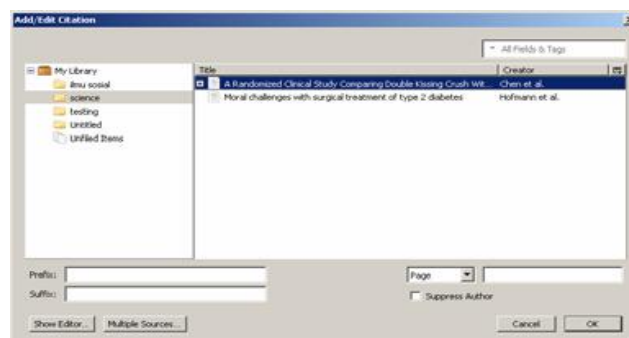 Add/Edit Citation
All Fields & Tags
My Library
ilmu sosial
science
testing
Untitled
Unfiled Items
Title
Creator
A Randomized Clinical Study Comparing Double Kissing Crush Wit...
Chen et al.
Moral challenges with surgical treatment of type 2 diabetes
Hofmann et al.
Prefix:
Page
Suffix:
Suppress Author
Show Editor...
Multiple Sources...
Cancel
OK